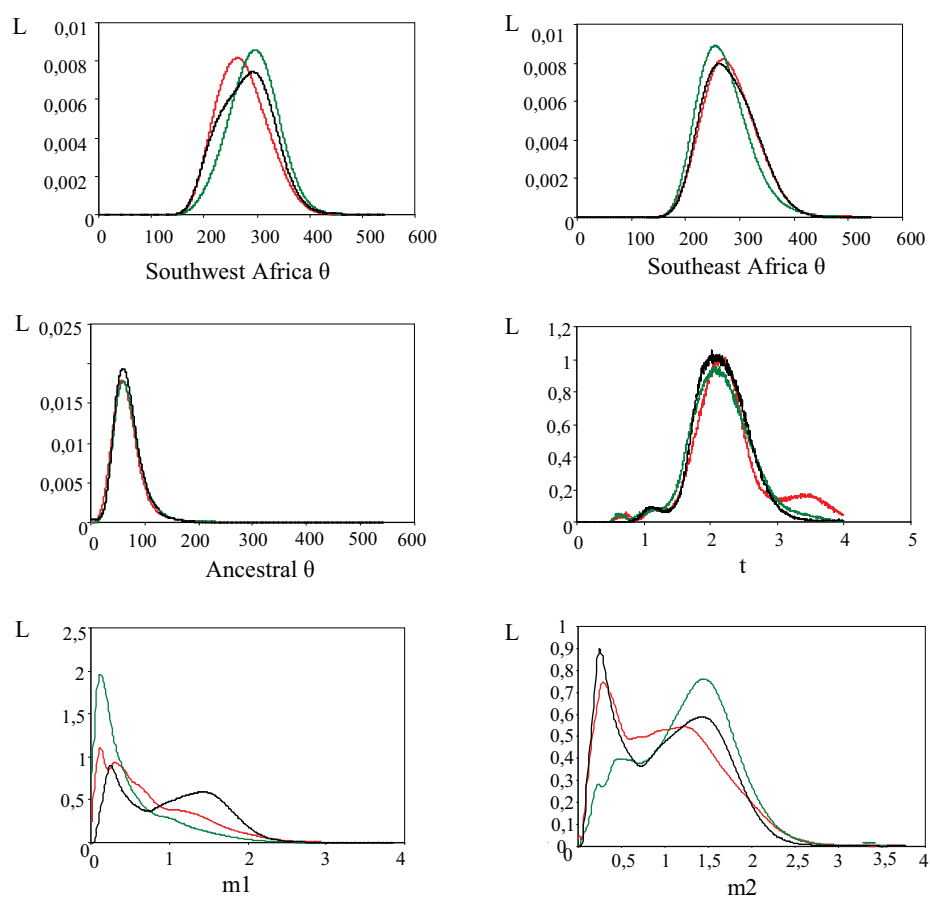 L
0,01
0,008
0,006
0,004
0,002
0
0 100 200 300 400 500 600
Southwest Africa θ
L
0,01
0,008
0,006
0,004
0,002
0
0 100 200 300 400 500 600
Southeast Africa θ
L
0,025
0,015
0,01
0,005
0
0 100 200 300 400 500 600
Ancestral θ
L
1,2
1
0,8
0,6
0,4
0,2
0
0 1 2 3 4 5
t
L
2,5
2
1,5
1
0,5
0
0 1 2 3 4
m1
L
1
0,9
0,8
0,7
0,6
0,5
0,4
0,3
0,2
0,1
0
0 0,5 1 1,5 2 2,5 3 3,5 4
m2